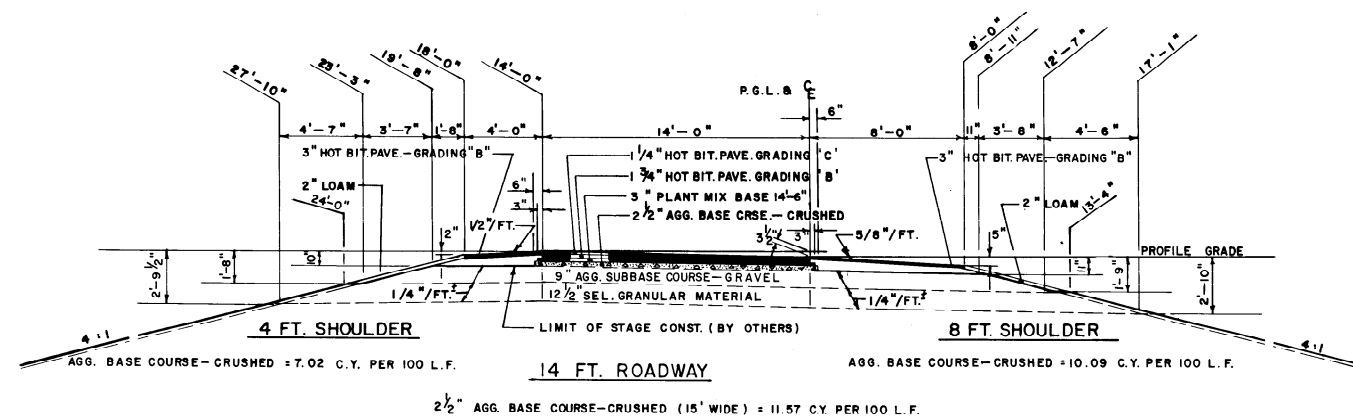 27'-10"
23'-3"
19'-8"
18'-0"
14'-0"
P.G.L. & C E
6"
8'-0"
8'-11"
12'-7"
17'-1"
4'-7"
3'-7"
1'-8"
4'-0"
14'-0"
8'-0"
11"
3'-8"
4'-6"
3" HOT BIT. PAVE.-GRADING "B"
1 1/4" HOT BIT. PAVE. GRADING 'C'
3" HOT BIT. PAVE.-GRADING "B"
1 3/4" HOT BIT. PAVE. GRADING 'B'
2" LOAM
6"
3" PLANT MIX BASE 14'-6"
2" LOAM
24'-0"
3"
2 1/2" AGG. BASE CRSE.- CRUSHED
13'-4"
2"
1/2"/FT.
3 1/2"
3"
5/8"/FT.
5"
PROFILE GRADE
2'-9 1/2"
1'-8"
10"
9" AGG. SUBBASE COURSE-GRAVEL
11"
1'-9"
2'-10"
1/4"/FT.±
12 1/2" SEL. GRANULAR MATERIAL
1/4"/FT.±
4 FT. SHOULDER
LIMIT OF STAGE CONST. (BY OTHERS)
8 FT. SHOULDER
4:1
4:1
AGG. BASE COURSE-CRUSHED = 7.02 C.Y. PER 100 L.F.
AGG. BASE COURSE-CRUSHED = 10.09 C.Y. PER 100 L.F.
14 FT. ROADWAY
2 1/2" AGG. BASE COURSE-CRUSHED (15' WIDE) = 11.57 CY. PER 100 L.F.